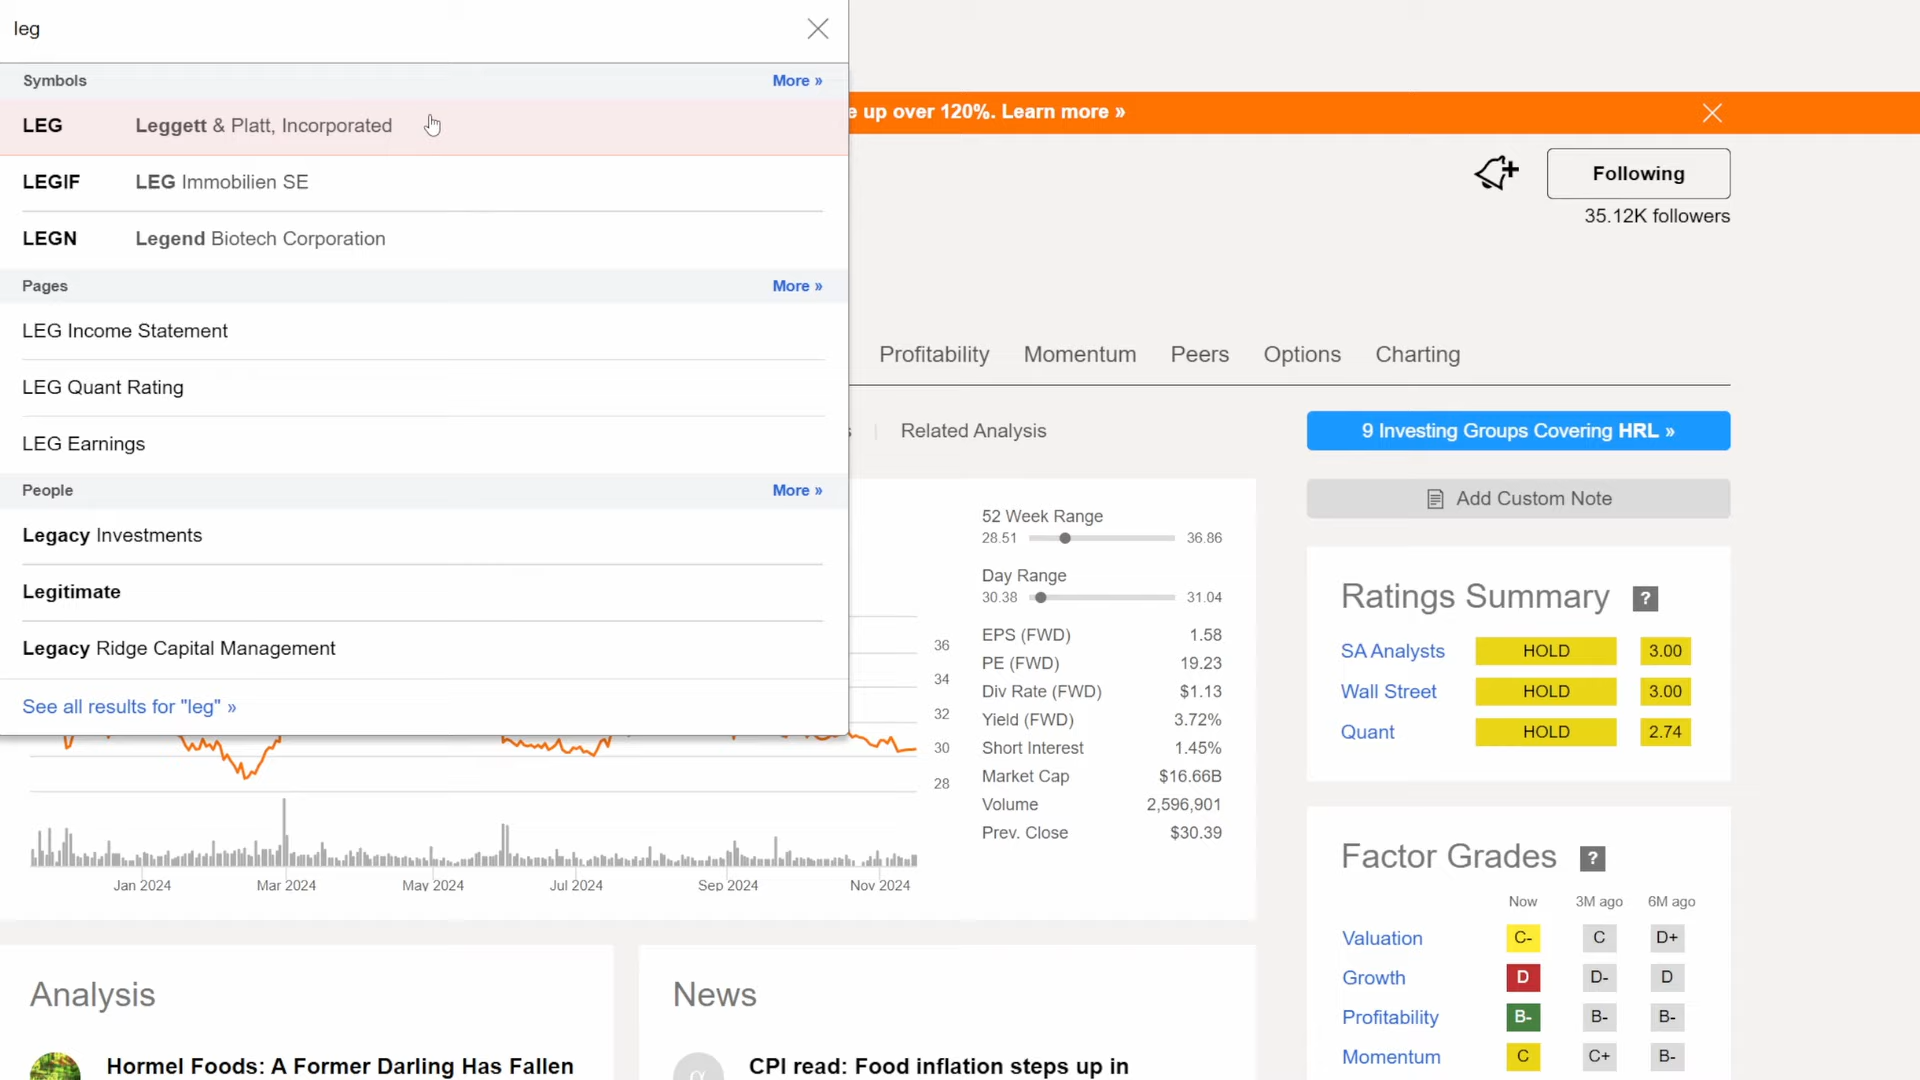 leg
Symbols More »
LEG Leggett & Platt, Incorporated
LEGIF LEG Immobilien SE
LEGN Legend Biotech Corporation
Pages More »
LEG Income Statement
LEG Quant Rating
LEG Earnings
People More »
Legacy Investments
Legitimate
Legacy Ridge Capital Management
See all results for "leg" »
e up over 120%. Learn more »
Following
35.12K followers
Profitability Momentum Peers Options Charting
s | Related Analysis
9 Investing Groups Covering HRL »
Add Custom Note
52 Week Range
28.51 36.86
Day Range
30.38 31.04
EPS (FWD) 1.58
PE (FWD) 19.23
Div Rate (FWD) $1.13
Yield (FWD) 3.72%
Short Interest 1.45%
Market Cap $16.66B
Volume 2,596,901
Prev. Close $30.39
36
34
32
30
28
Jan 2024 Mar 2024 May 2024 Jul 2024 Sep 2024 Nov 2024
Ratings Summary ?
SA Analysts HOLD 3.00
Wall Street HOLD 3.00
Quant HOLD 2.74
Factor Grades ?
Now 3M ago 6M ago
Valuation C- C D+
Growth D D- D
Profitability B- B- B-
Momentum C C+ B-
Analysis
Hormel Foods: A Former Darling Has Fallen
News
CPI read: Food inflation steps up in